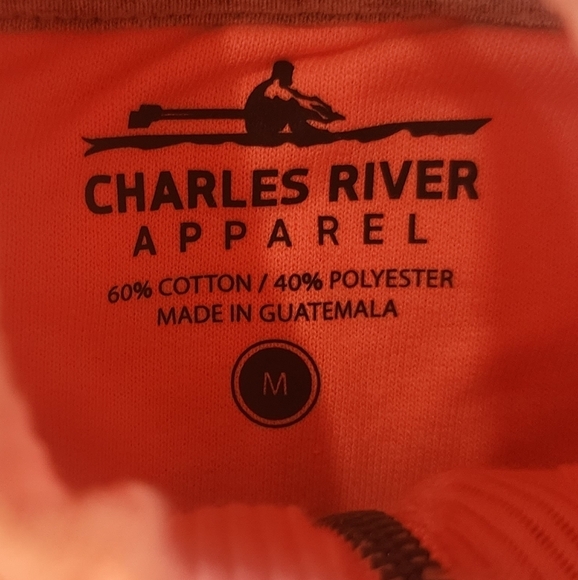 CHARLES RIVER
APPAREL
60% COTTON / 40% POLYESTER
MADE IN GUATEMALA
M